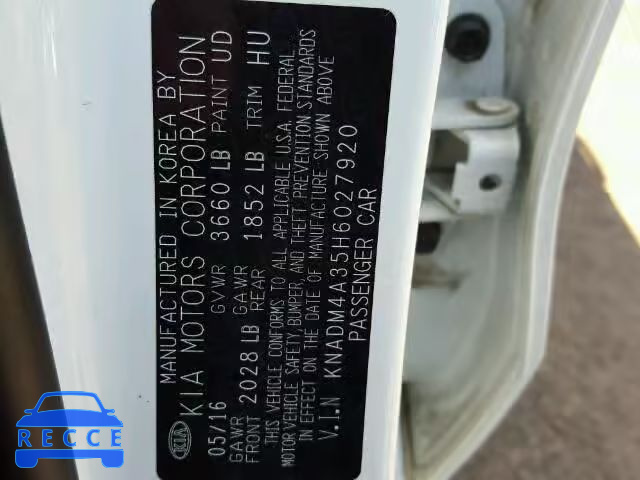 MANUFACTURED IN KOREA BY
KIA KIA MOTORS CORPORATION
05/16 GVWR 3660 LB PAINT UD
GAWR FRONT 2028 LB GAWR REAR 1852 LB TRIM HU
THIS VEHICLE CONFORMS TO ALL APPLICABLE U.S.A. FEDERAL
MOTOR VEHICLE SAFETY, BUMPER, AND THEFT PREVENTION STANDARDS
IN EFFECT ON THE DATE OF MANUFACTURE SHOWN ABOVE
V.I.N KNADM4A35H6027920
PASSENGER CAR
AUTOBIDMASTER